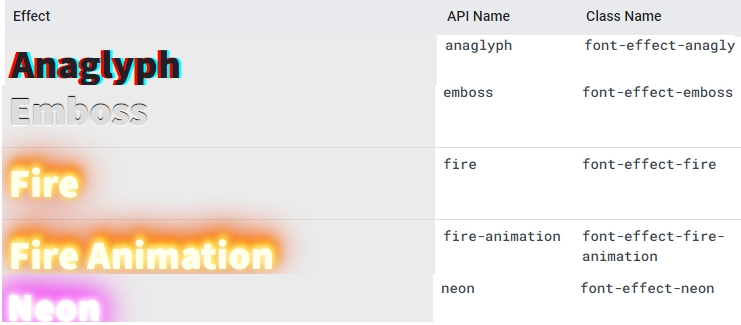 Effect API Name Class Name
Anaglyph anaglyph font-effect-anagly
Emboss emboss font-effect-emboss
Fire fire font-effect-fire
Fire Animation fire-animation font-effect-fire-
animation
Neon neon font-effect-neon